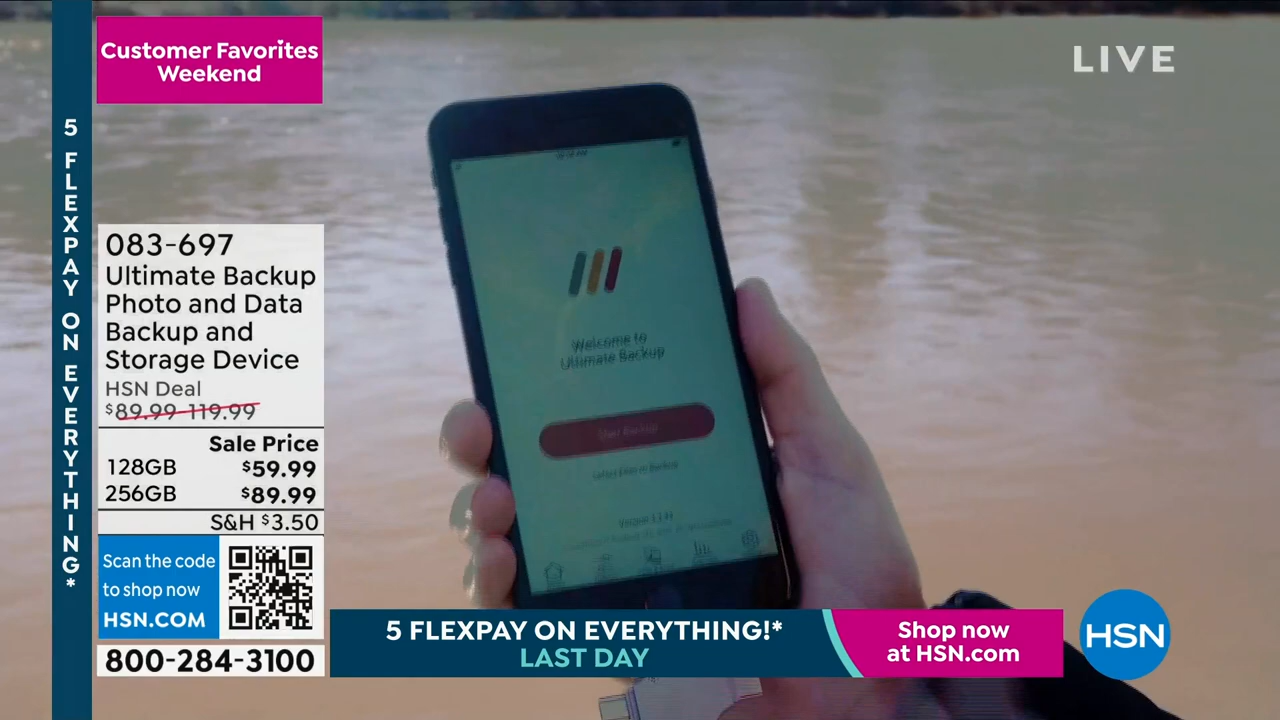 Customer Favorites
Weekend
LIVE
5 FLEXPAY ON EVERYTHING*
083-697
Ultimate Backup
Photo and Data
Backup and
Storage Device
HSN Deal
$89.99-119.99
Sale Price
128GB $59.99
256GB $89.99
S&H $3.50
Scan the code
to shop now
HSN.COM
800-284-3100
Welcome to
Ultimate Backup
Start Backup
5 FLEXPAY ON EVERYTHING!*
LAST DAY
Shop now
at HSN.com
HSN